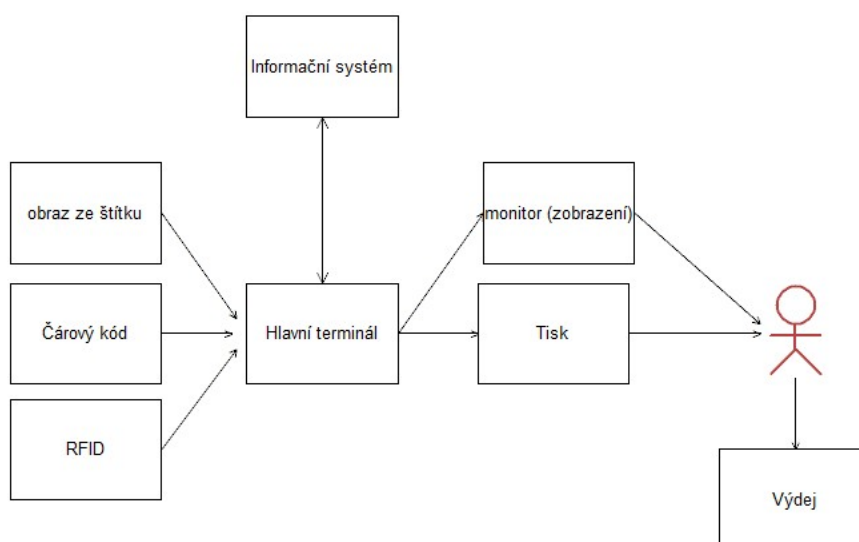 Informační systém
obraz ze štítku
monitor (zobrazení)
Čárový kód
Hlavní terminál
Tisk
RFID
Výdej